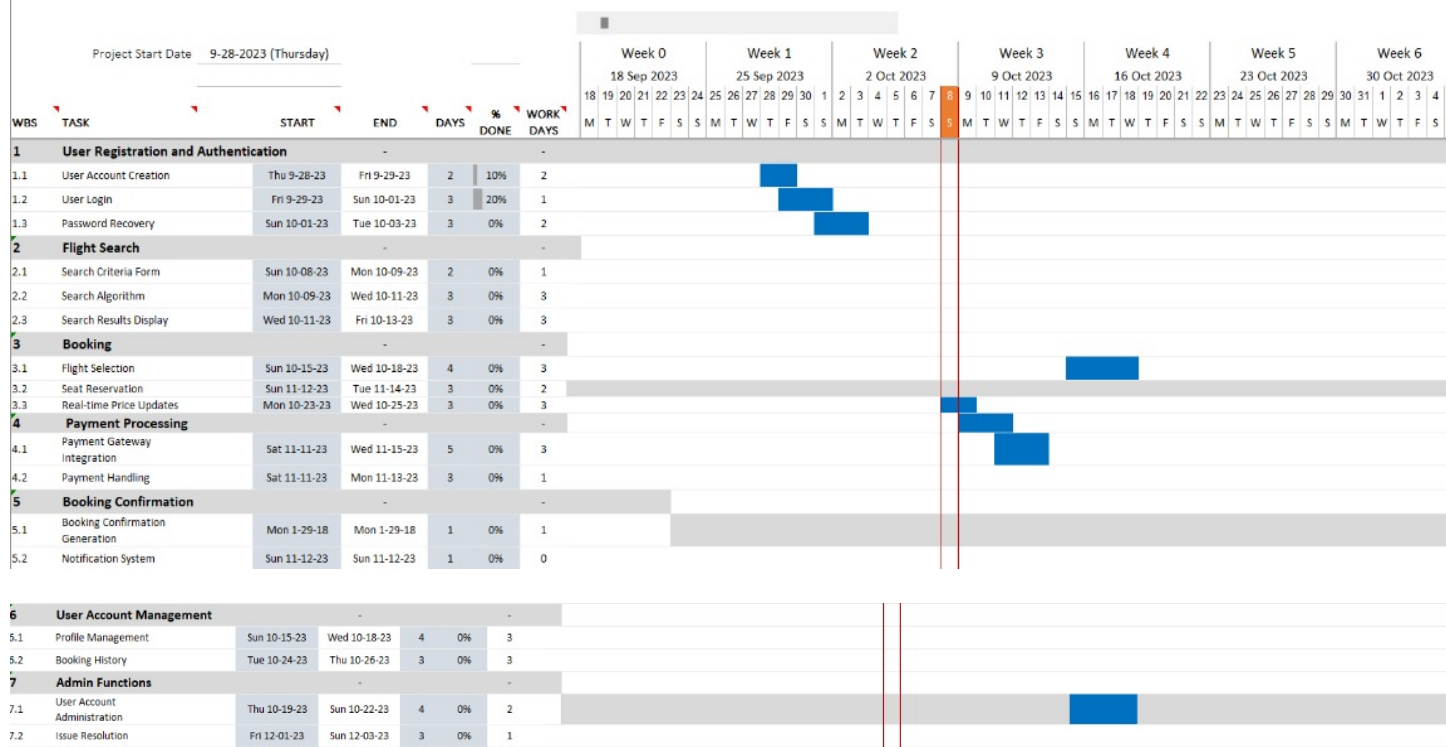 Project Start Date 9-28-2023 (Thursday)
Week 0 Week 1 Week 2 Week 3 Week 4 Week 5 Week 6
18 Sep 2023 25 Sep 2023 2 Oct 2023 9 Oct 2023 16 Oct 2023 23 Oct 2023 30 Oct 2023
18 19 20 21 22 23 24 25 26 27 28 29 30 1 2 3 4 5 6 7 8 9 10 11 12 13 14 15 16 17 18 19 20 21 22 23 24 25 26 27 28 29 30 31 1 2 3 4
WBS TASK START END DAYS % DONE WORK DAYS M T W T F S S M T W T F S S M T W T F S S M T W T F S S M T W T F S S M T W T F S S M T W T F S
1 User Registration and Authentication - -
1.1 User Account Creation Thu 9-28-23 Fri 9-29-23 2 10% 2
1.2 User Login Fri 9-29-23 Sun 10-01-23 3 20% 1
1.3 Password Recovery Sun 10-01-23 Tue 10-03-23 3 0% 2
2 Flight Search - -
2.1 Search Criteria Form Sun 10-08-23 Mon 10-09-23 2 0% 1
2.2 Search Algorithm Mon 10-09-23 Wed 10-11-23 3 0% 3
2.3 Search Results Display Wed 10-11-23 Fri 10-13-23 3 0% 3
3 Booking - -
3.1 Flight Selection Sun 10-15-23 Wed 10-18-23 4 0% 3
3.2 Seat Reservation Sun 11-12-23 Tue 11-14-23 3 0% 2
3.3 Real-time Price Updates Mon 10-23-23 Wed 10-25-23 3 0% 3
4 Payment Processing - -
4.1 Payment Gateway Integration Sat 11-11-23 Wed 11-15-23 5 0% 3
4.2 Payment Handling Sat 11-11-23 Mon 11-13-23 3 0% 1
5 Booking Confirmation - -
5.1 Booking Confirmation Generation Mon 1-29-18 Mon 1-29-18 1 0% 1
5.2 Notification System Sun 11-12-23 Sun 11-12-23 1 0% 0
6 User Account Management - -
6.1 Profile Management Sun 10-15-23 Wed 10-18-23 4 0% 3
6.2 Booking History Tue 10-24-23 Thu 10-26-23 3 0% 3
7 Admin Functions - -
7.1 User Account Administration Thu 10-19-23 Sun 10-22-23 4 0% 2
7.2 Issue Resolution Fri 12-01-23 Sun 12-03-23 3 0% 1